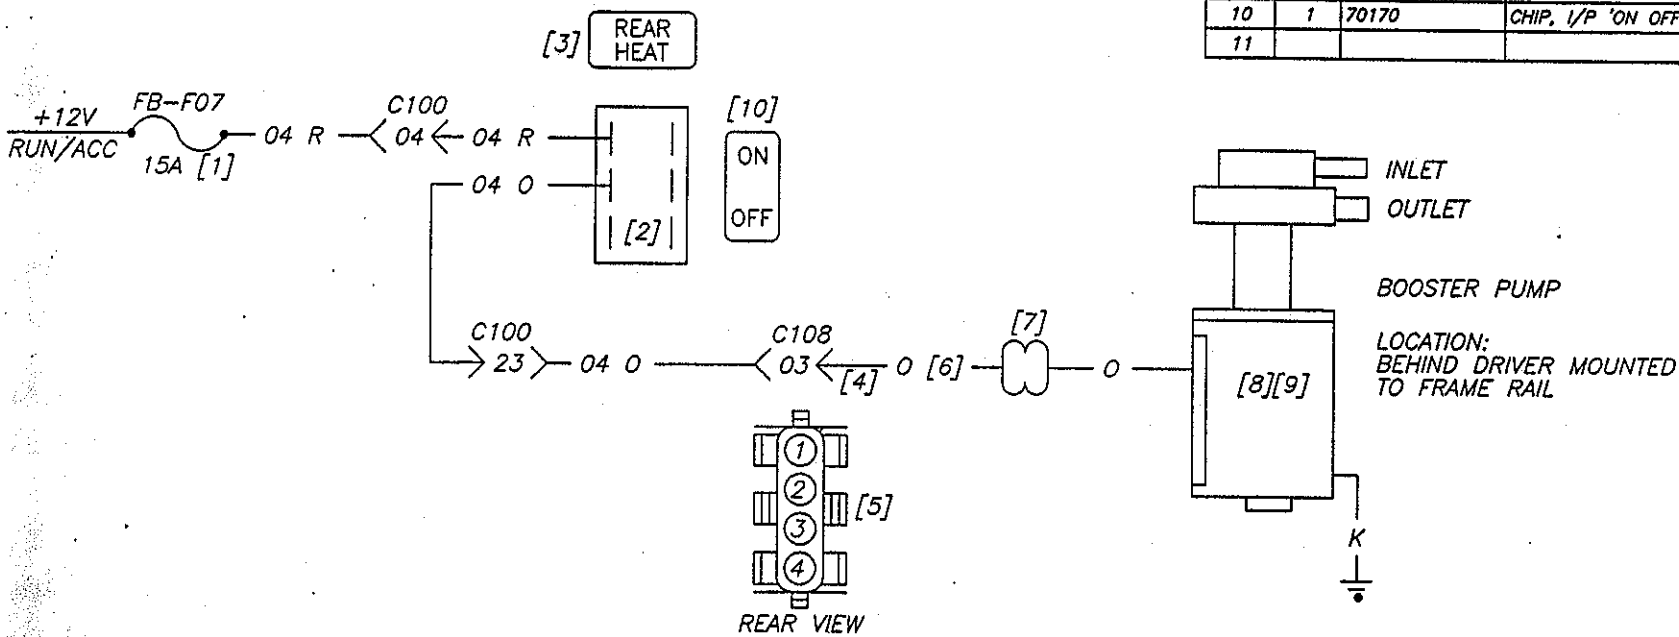 10 1 70170 CHIP, I/P 'ON OFF
11
[3] REAR
HEAT
+12V
RUN/ACC
FB-F07
15A [1]
04 R
C100
04
04 R
04 O
[2]
[10]
ON
OFF
INLET
OUTLET
BOOSTER PUMP
LOCATION:
BEHIND DRIVER MOUNTED
TO FRAME RAIL
C100
23
04 O
C108
03
[4]
O [6]
[7]
O
[8][9]
K
1
2
3
4
[5]
REAR VIEW